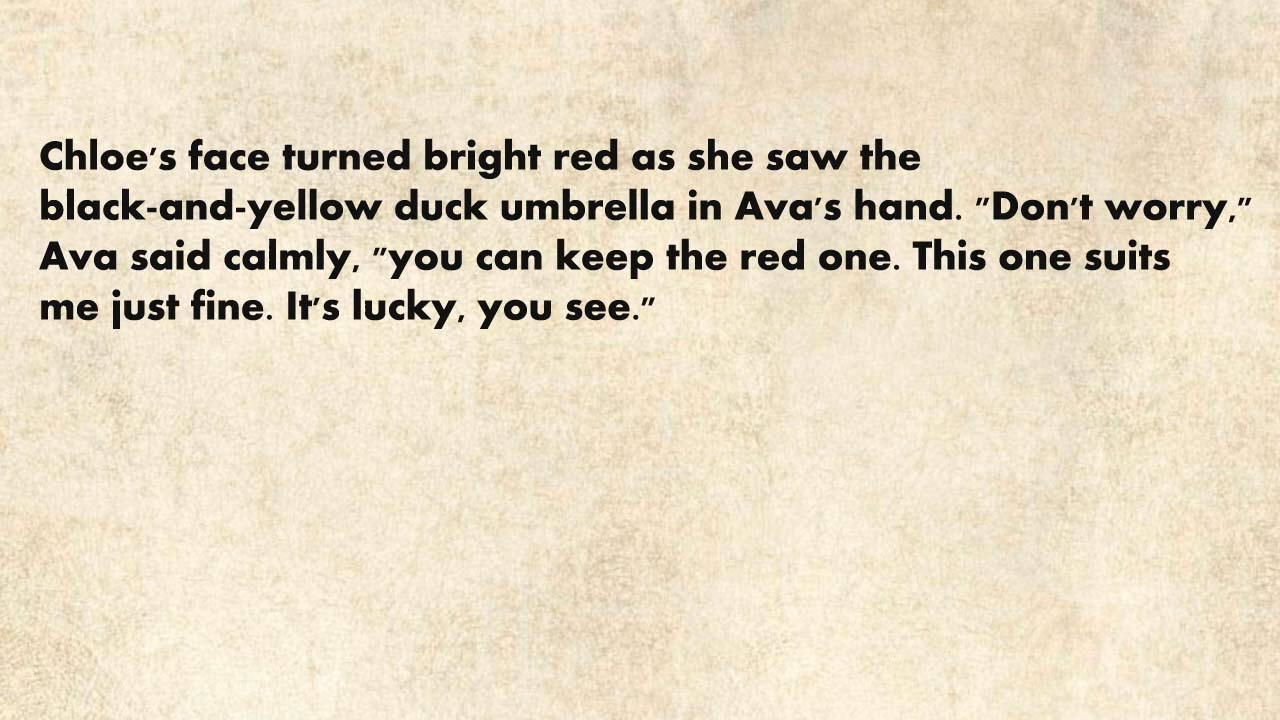 Chloe's face turned bright red as she saw the
black-and-yellow duck umbrella in Ava's hand. "Don't worry,"
Ava said calmly, "you can keep the red one. This one suits
me just fine. It's lucky, you see."